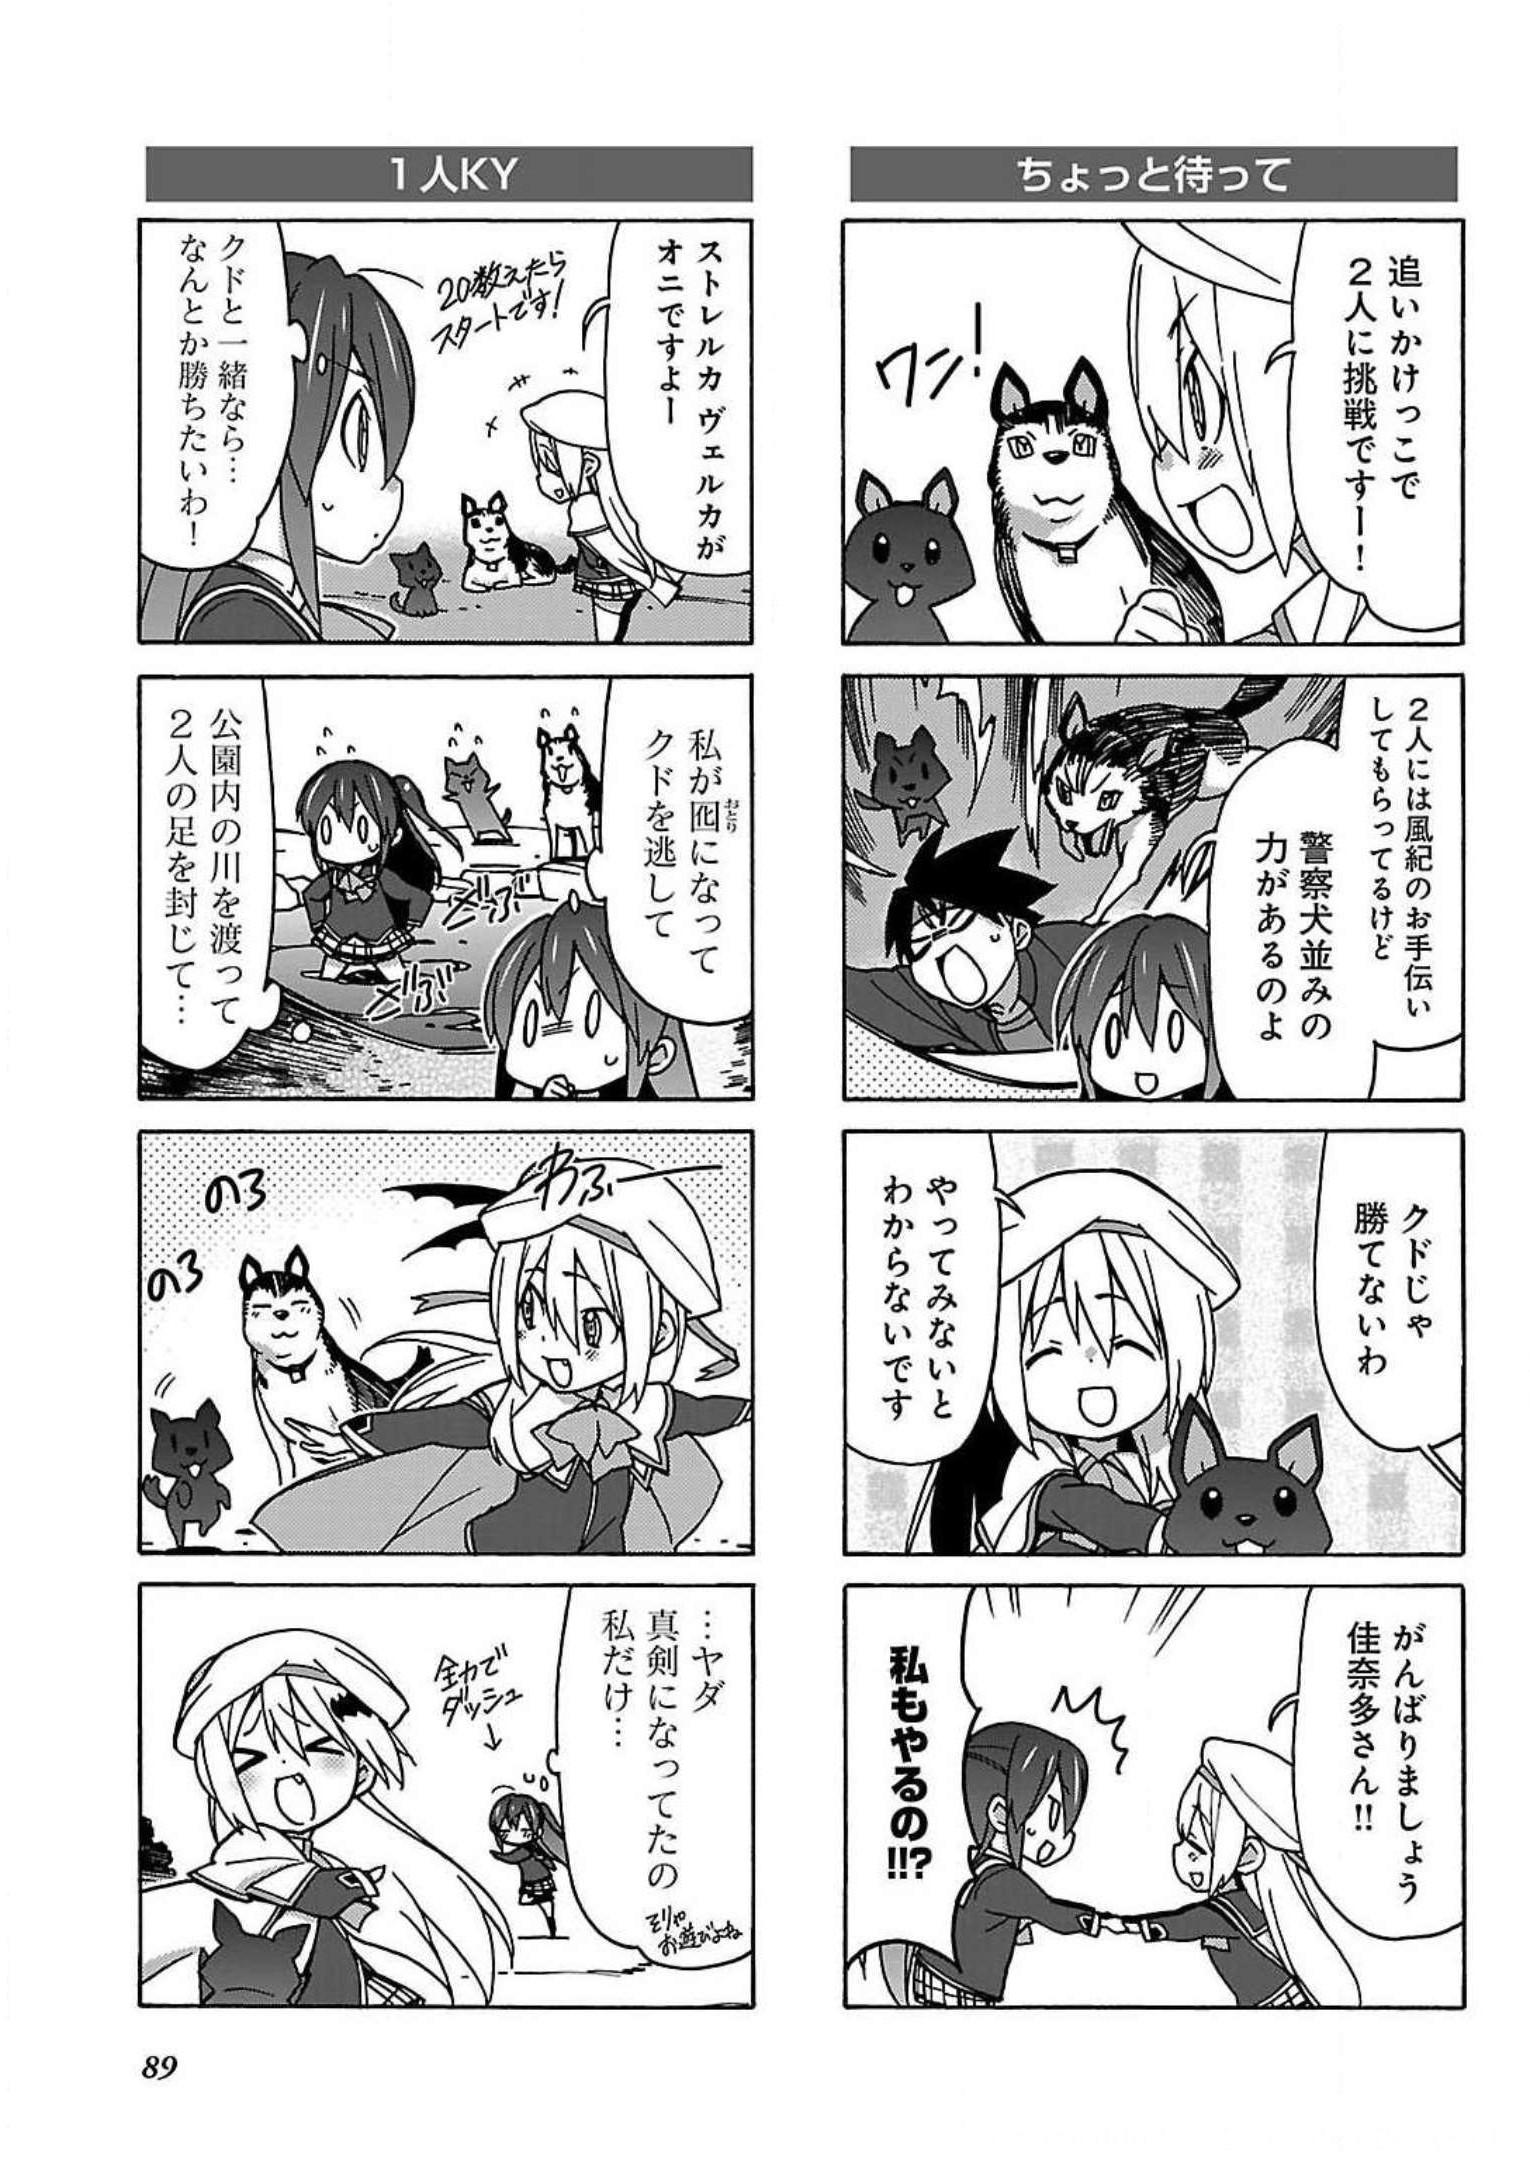 ちょっと待って
追いかけっこで
2人に挑戦ですー!
ワン!
2人には風紀のお手伝い
してもらってるけど
警察犬並みの
力があるのよ
クドじゃ
勝てないわ
やってみないと
わからないです
がんばりましょう
佳奈多さん!!
私もやるの!!?
1人KY
ストレルカ ヴェルカが
オニですよー
20数えたら
スタートです!
クドと一緒なら…
なんとか勝ちたいわ!
私が囮になって
おとり
クドを逃して
ざぶ
ざぶ
公園内の川を渡って
2人の足を封じて…
わふー
のろ
のろ
…ヤダ
真剣になってたの
私だけ…
そりゃ
お遊びよね
全力で
ダッシュ
↓
89